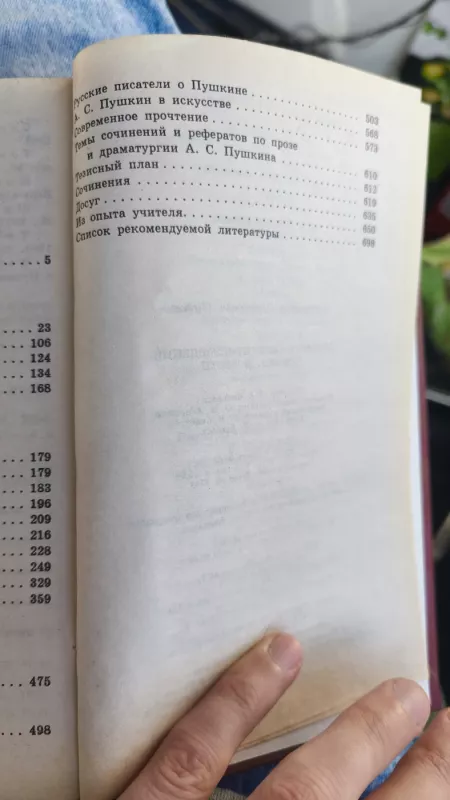 ..... 5
.... 23
... 106
... 124
... 134
... 168
... 179
... 179
... 183
... 196
... 209
... 216
... 228
... 249
... 329
... 359
... 475
... 498
Русские писатели о Пушкине ............ 503
А. С. Пушкин в искусстве ............ 568
Современное прочтение ............ 573
Темы сочинений и рефератов по прозе
и драматургии А. С. Пушкина ............ 610
Тезисный план ............ 612
Сочинения ............ 619
Досуг ............ 635
Из опыта учителя ............ 650
Список рекомендуемой литературы ............ 698